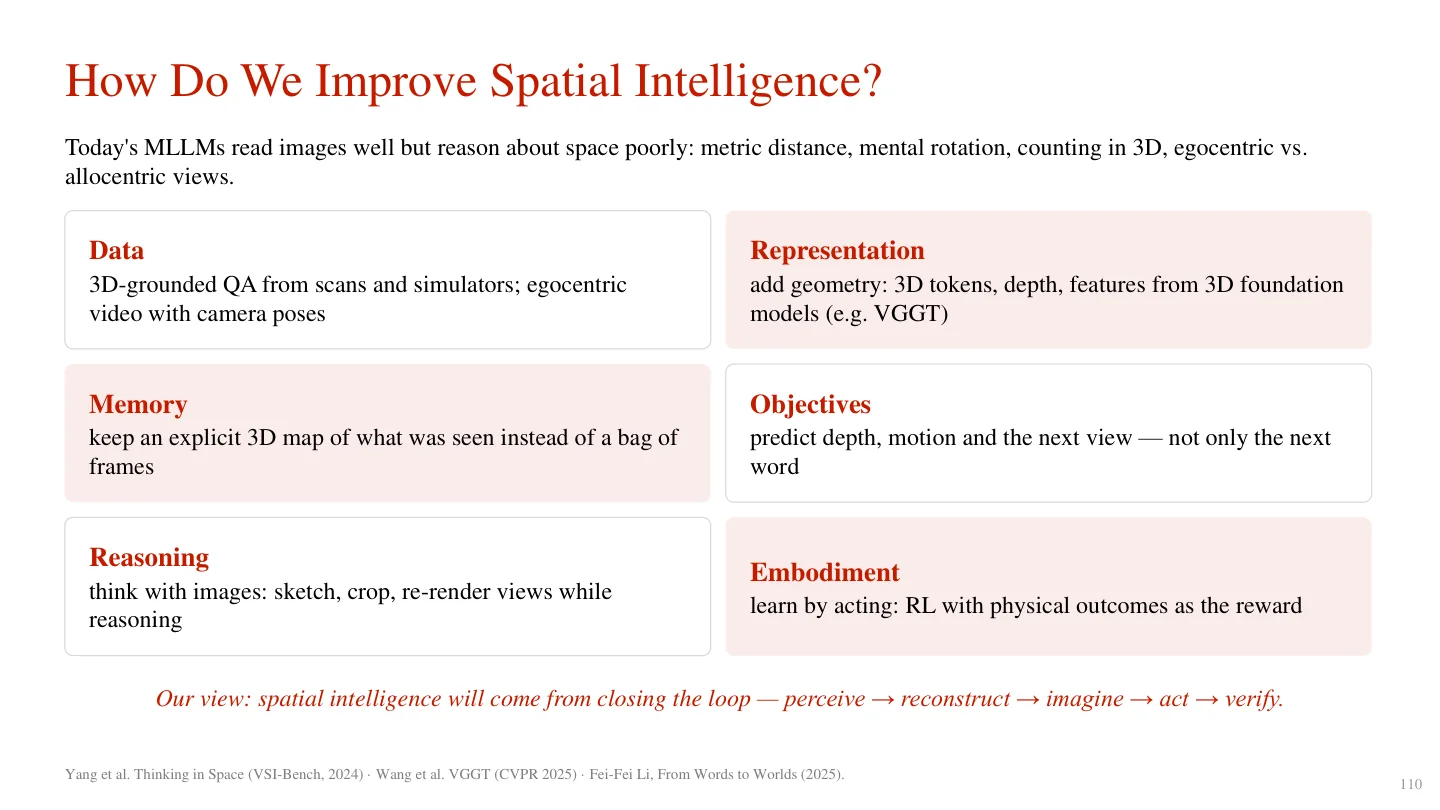 How Do We Improve Spatial Intelligence?
Today's MLLMs read images well but reason about space poorly: metric distance, mental rotation, counting in 3D, egocentric vs.
allocentric views.
Data
3D-grounded QA from scans and simulators; egocentric
video with camera poses
Representation
add geometry: 3D tokens, depth, features from 3D foundation
models (e.g. VGGT)
Memory
keep an explicit 3D map of what was seen instead of a bag of
frames
Objectives
predict depth, motion and the next view — not only the next
word
Reasoning
think with images: sketch, crop, re-render views while
reasoning
Embodiment
learn by acting: RL with physical outcomes as the reward
Our view: spatial intelligence will come from closing the loop — perceive → reconstruct → imagine → act → verify.
Yang et al. Thinking in Space (VSI-Bench, 2024) · Wang et al. VGGT (CVPR 2025) · Fei-Fei Li, From Words to Worlds (2025).
110